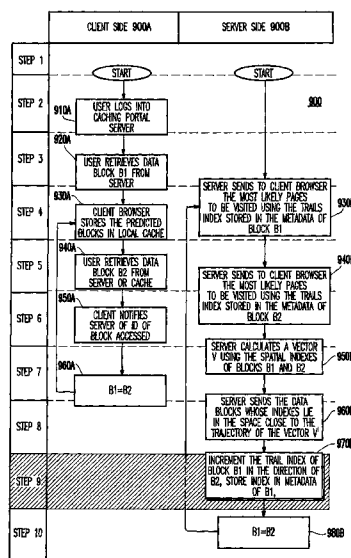 CLIENT SIDE 900A
SERVER SIDE 900B
STEP 1
START
START
STEP 2
910A
USER LOGS INTO
CACHING PORTAL
SERVER
900
STEP 3
920A
USER RETRIEVES DATA
BLOCK B1 FROM
SERVER
STEP 4
930A
CLIENT BROWSER
STORES THE PREDICTED
BLOCKS IN LOCAL CACHE
SERVER SENDS TO CLIENT BROWSER
THE MOST LIKELY PAGES
TO BE VISITED USING THE TRAILS
INDEX STORED IN THE METADATA OF
BLOCK B1
STEP 5
940A
USER RETRIEVES DATA
BLOCK B2 FROM
SERVER OR CACHE
SERVER SENDS TO CLIENT BROWSER
THE MOST LIKELY PAGES
TO BE VISITED USING THE TRAILS
INDEX STORED IN THE METADATA OF
BLOCK B2
STEP 6
950A
CLIENT NOTIFIES
SERVER OF ID OF
BLOCK ACCESSED
SERVER CALCULATES A VECTOR
V USING THE SPATIAL INDEXES
OF BLOCKS B1 AND B2
STEP 7
960A
B1=B2
STEP 8
SERVER SENDS THE DATA
BLOCKS WHOSE INDEXES LIE
IN THE SPACE CLOSE TO THE
TRAJECTORY OF THE VECTOR V
970B
STEP 9
INCREMENT THE TRAIL INDEX OF
BLOCK B1 IN THE DIRECTION OF
B2, STORE INDEX IN METADATA
OF B1,
STEP 10
B1=B2
980B